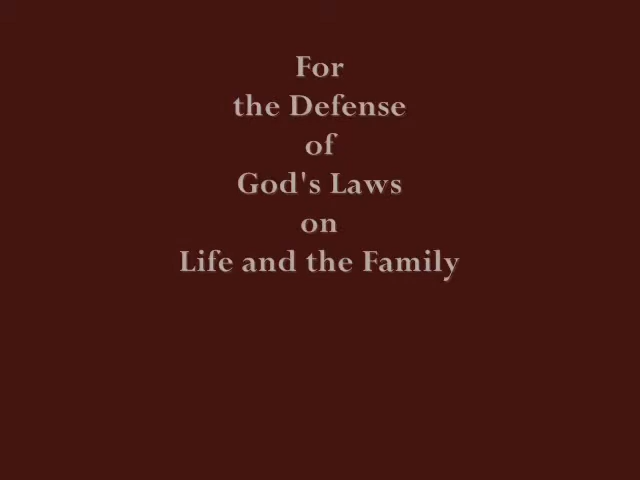 For
the Defense
of
God's Laws
on
Life and the Family